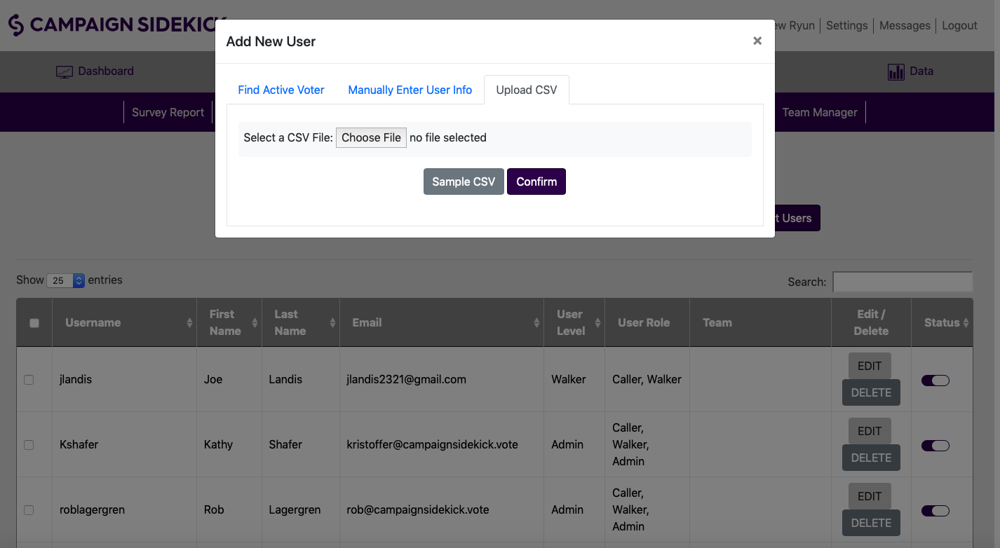 CAMPAIGN SIDEKICK
Ryun
Settings
Messages
Logout
Add New User
×
Dashboard
Data
Find Active Voter
Manually Enter User Info
Upload CSV
Survey Report
Team Manager
Select a CSV File: Choose File no file selected
Sample CSV
Confirm
Users
Show 25 entries
Search:
Username
First Name
Last Name
Email
User Level
User Role
Team
Edit / Delete
Status
jlandis
Joe
Landis
jlandis2321@gmail.com
Walker
Caller, Walker
EDIT
DELETE
Kshafer
Kathy
Shafer
kristoffer@campaignsidekick.vote
Admin
Caller,
Walker,
Admin
EDIT
DELETE
roblagergren
Rob
Lagergren
rob@campaignsidekick.vote
Admin
Caller,
Walker,
Admin
EDIT
DELETE